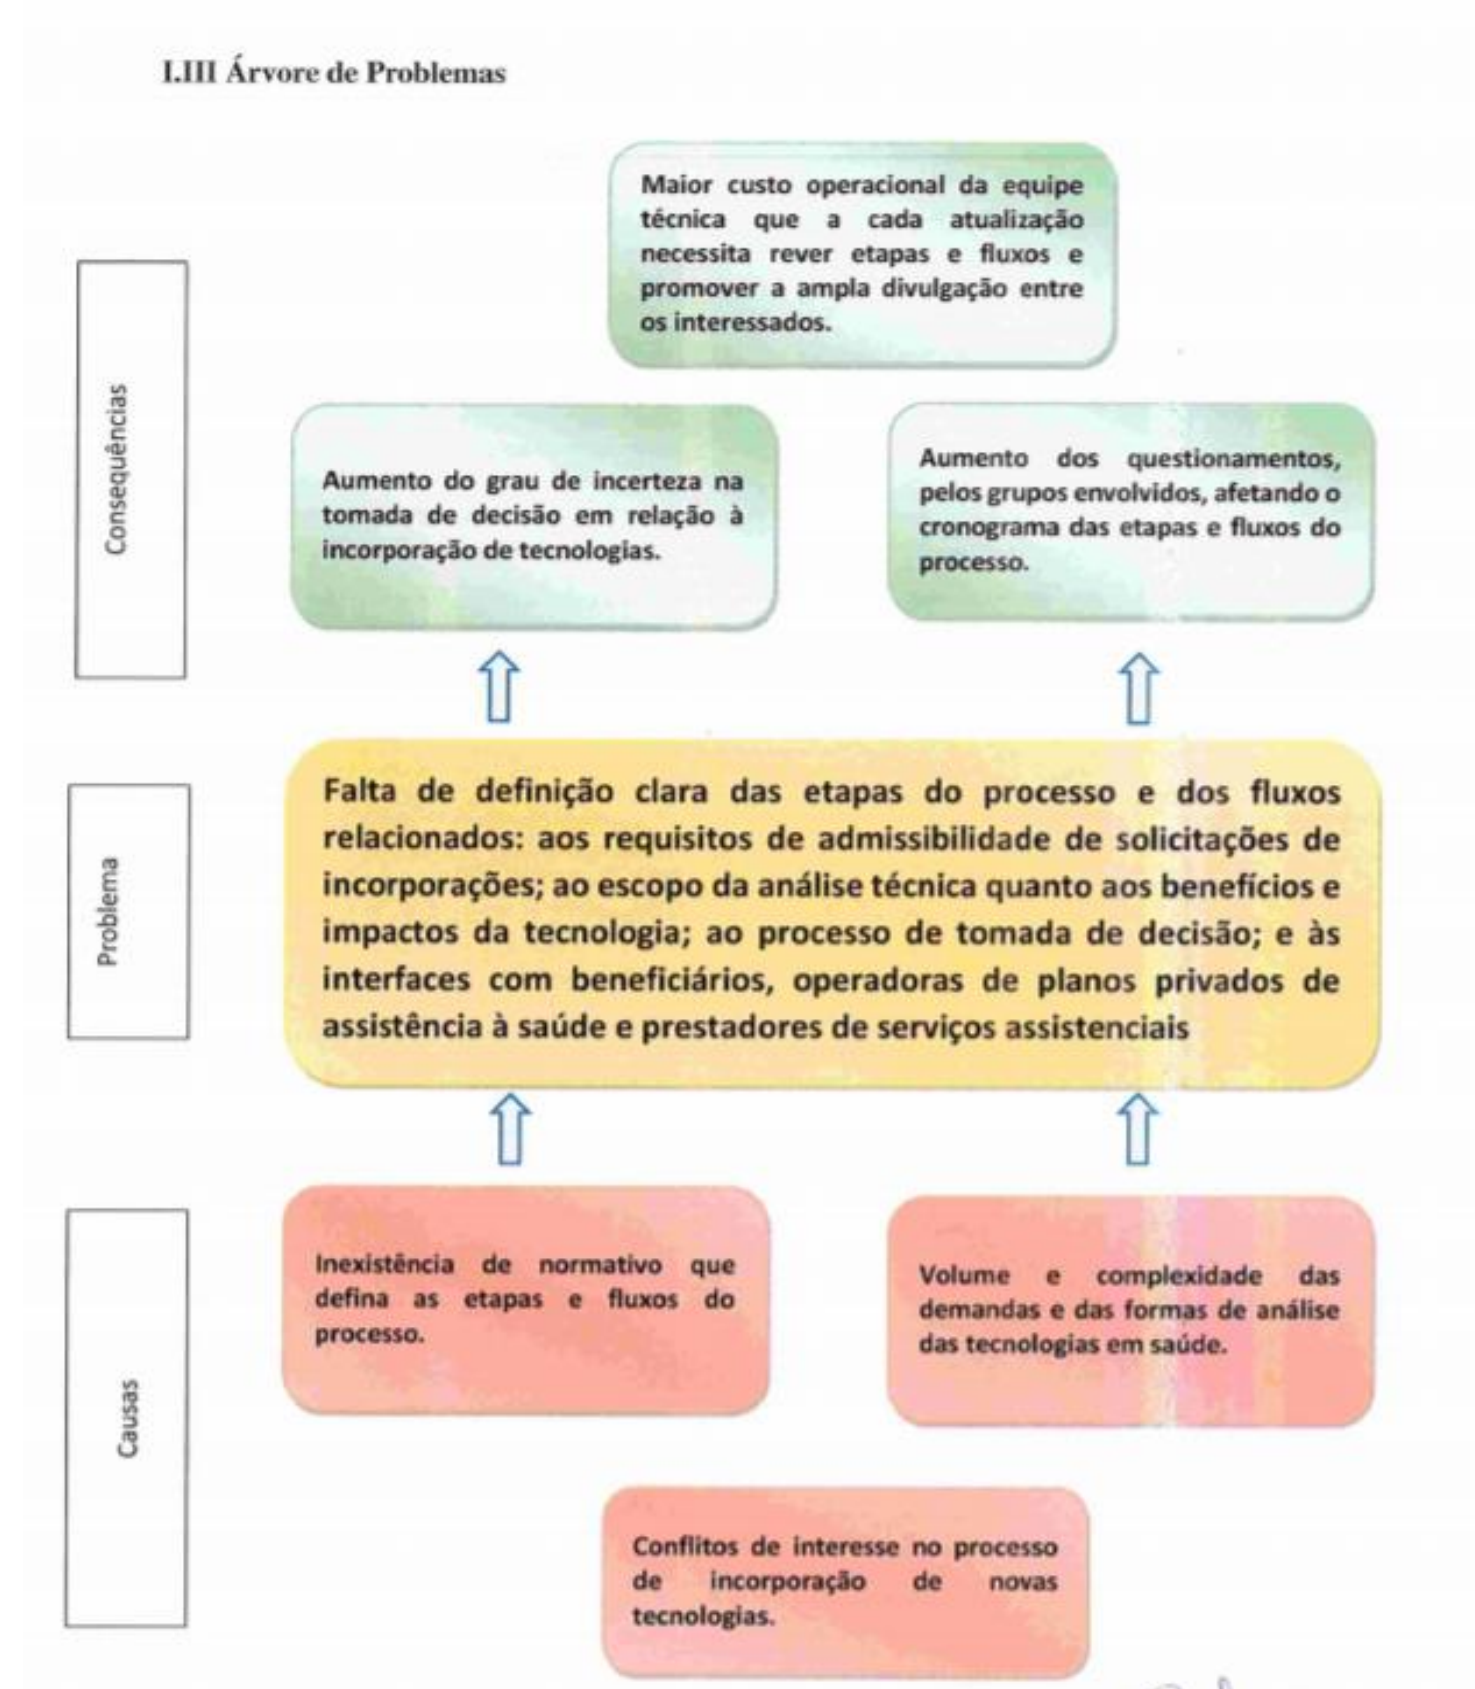 I.III Árvore de Problemas
Maior custo operacional da equipe
técnica que a cada atualização
necessita rever etapas e fluxos e
promover a ampla divulgação entre
os interessados.
Consequências
Aumento do grau de incerteza na
tomada de decisão em relação à
incorporação de tecnologias.
Aumento dos questionamentos,
pelos grupos envolvidos, afetando o
cronograma das etapas e fluxos do
processo.
Problema
Falta de definição clara das etapas do processo e dos fluxos
relacionados: aos requisitos de admissibilidade de solicitações de
incorporações; ao escopo da análise técnica quanto aos benefícios e
impactos da tecnologia; ao processo de tomada de decisão; e às
interfaces com beneficiários, operadoras de planos privados de
assistência à saúde e prestadores de serviços assistenciais
Causas
Inexistência de normativo que
defina as etapas e fluxos do
processo.
Volume e complexidade das
demandas e das formas de análise
das tecnologias em saúde.
Conflitos de interesse no processo
de incorporação de novas
tecnologias.